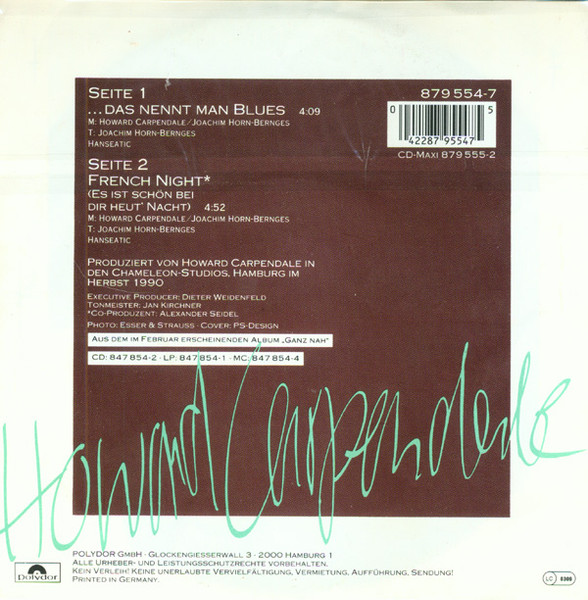 SEITE 1
...DAS NENNT MAN BLUES 4:09
M: HOWARD CARPENDALE/JOACHIM HORN-BERNGES
T: JOACHIM HORN-BERNGES
HANSEATIC
SEITE 2
FRENCH NIGHT*
(ES IST SCHÖN BEI
DIR HEUT' NACHT) 4:52
M: HOWARD CARPENDALE/JOACHIM HORN-BERNGES
T: JOACHIM HORN-BERNGES
HANSEATIC
879 554-7
0 42287 95547 5
CD-MAXI 879 555-2
PRODUZIERT VON HOWARD CARPENDALE IN
DEN CHAMELEON-STUDIOS, HAMBURG IM
HERBST 1990
EXECUTIVE PRODUCER: DIETER WEIDENFELD
TONMEISTER: JAN KIRCHNER
*CO-PRODUZENT: ALEXANDER SEIDEL
PHOTO: ESSER & STRAUSS · COVER: PS-DESIGN
AUS DEM IM FEBRUAR ERSCHEINENDEN ALBUM „GANZ NAH"
CD: 847 854-2 · LP: 847 854-1 · MC: 847 854-4
Howard Carpendale
POLYDOR GMBH · GLOCKENGIESSERWALL 3 · 2000 HAMBURG 1
ALLE URHEBER- UND LEISTUNGSSCHUTZRECHTE VORBEHALTEN.
KEIN VERLEIH! KEINE UNERLAUBTE VERVIELFÄLTIGUNG, VERMIETUNG, AUFFÜHRUNG, SENDUNG!
PRINTED IN GERMANY.
polydor
LC 0309